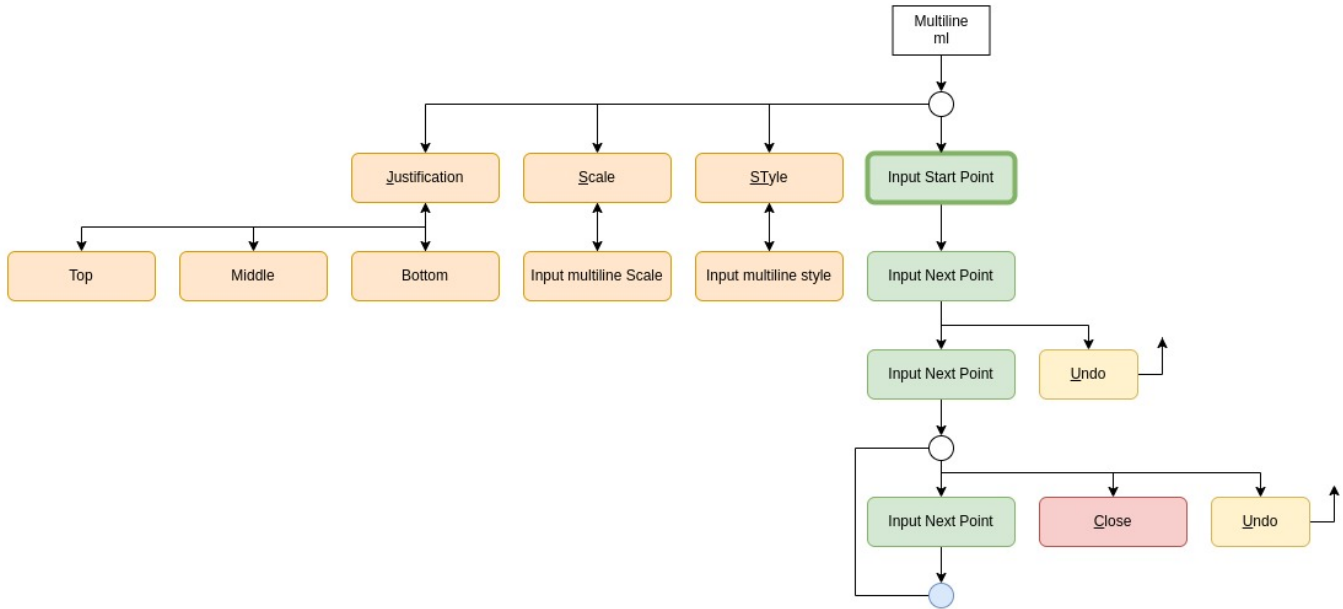 Multiline
ml
Justification
Scale
STyle
Input Start Point
Top
Middle
Bottom
Input multiline Scale
Input multiline style
Input Next Point
Input Next Point
Undo
Input Next Point
Close
Undo